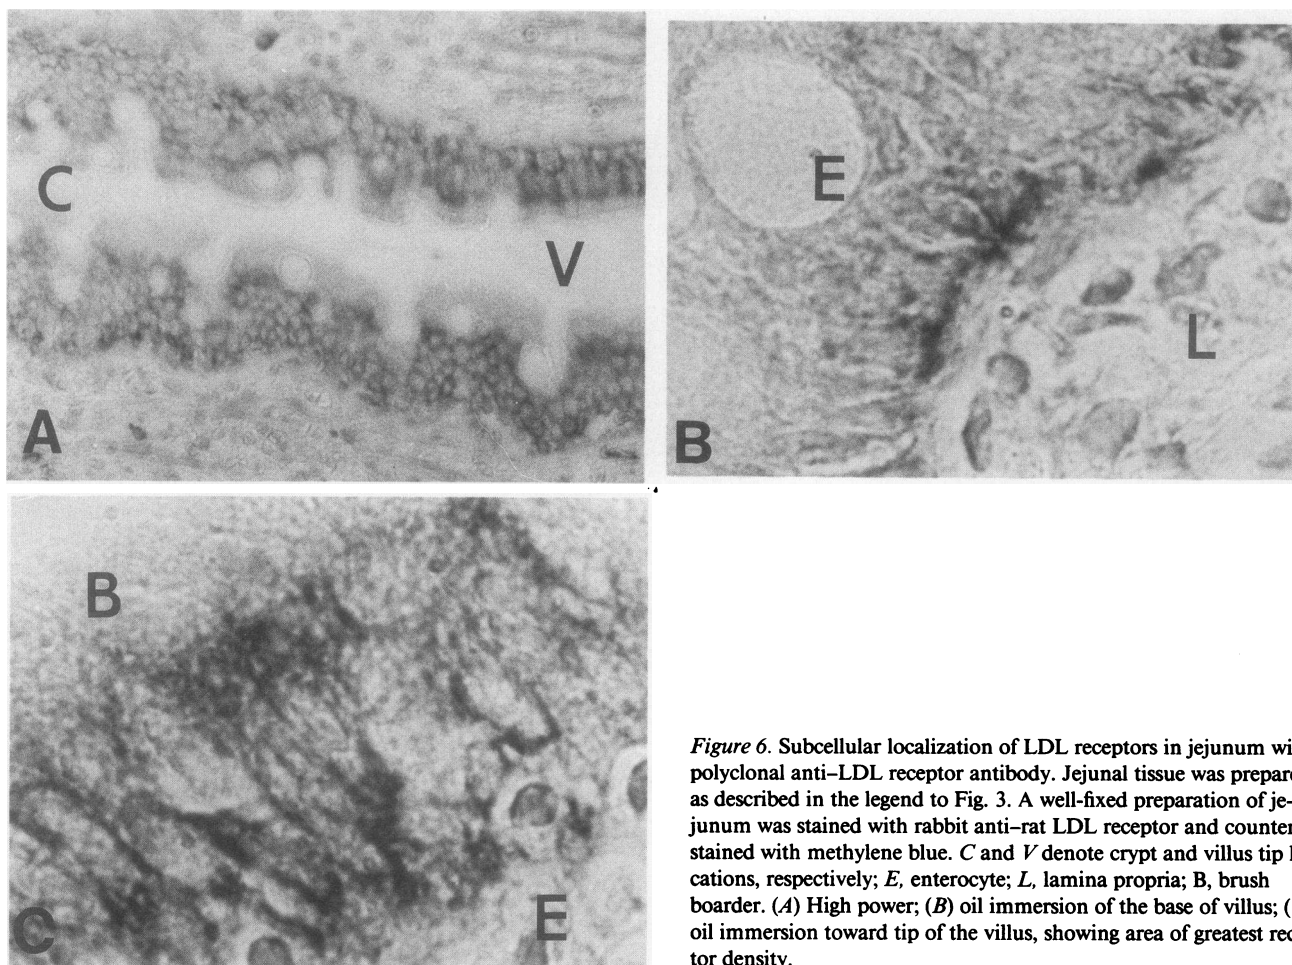 C
V
A
E
L
B
B
C
E
Figure 6. Subcellular localization of LDL receptors in jejunum wi
polyclonal anti–LDL receptor antibody. Jejunal tissue was prepare
as described in the legend to Fig. 3. A well-fixed preparation of je-
junum was stained with rabbit anti–rat LDL receptor and counter
stained with methylene blue. C and V denote crypt and villus tip l
cations, respectively; E, enterocyte; L, lamina propria; B, brush
boarder. (A) High power; (B) oil immersion of the base of villus; (
oil immersion toward tip of the villus, showing area of greatest rec
tor density.